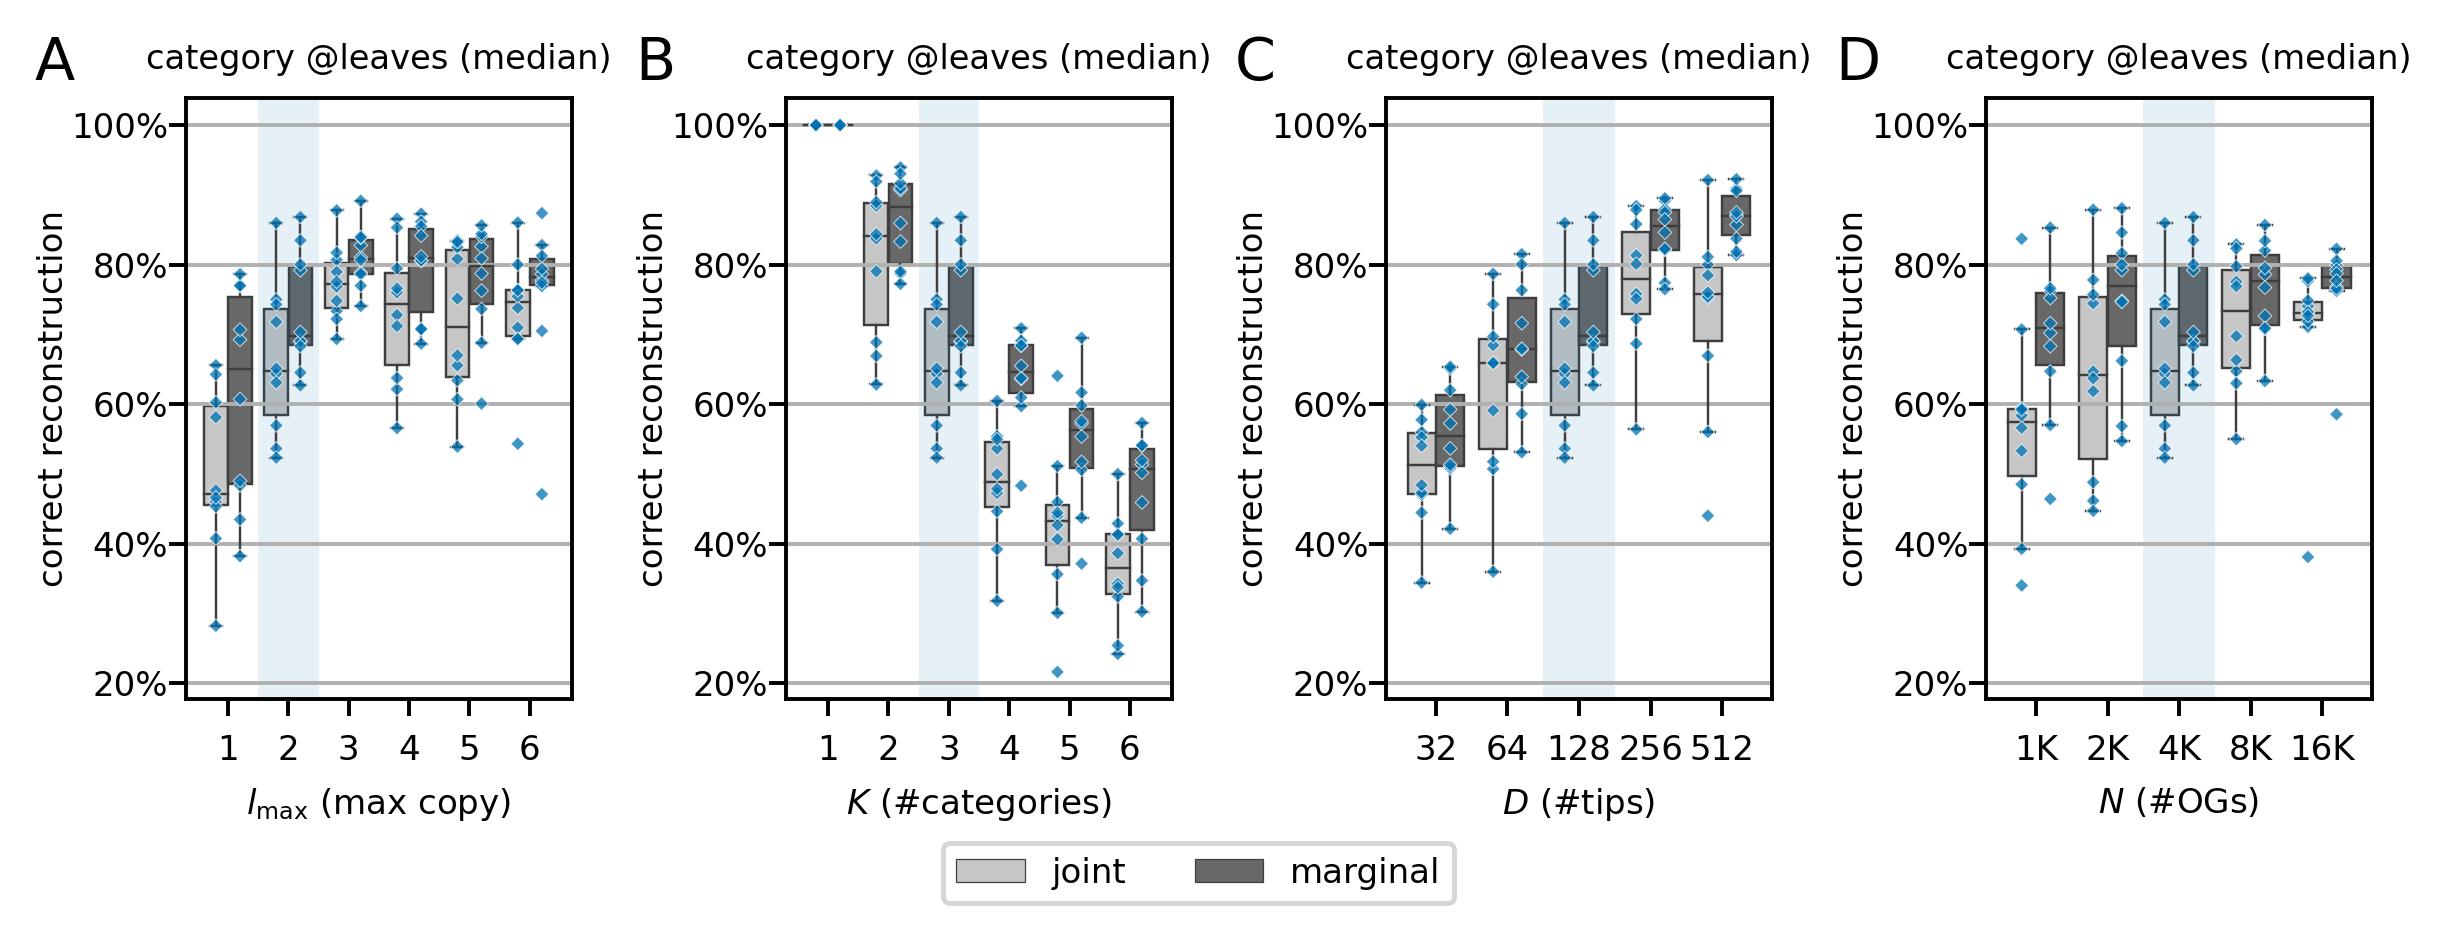 A
category @leaves (median)
100%
80%
60%
40%
20%
correct reconstruction
1 2 3 4 5 6
lmax (max copy)
B
category @leaves (median)
100%
80%
60%
40%
20%
correct reconstruction
1 2 3 4 5 6
K (#categories)
C
category @leaves (median)
100%
80%
60%
40%
20%
correct reconstruction
32 64 128 256 512
D (#tips)
D
category @leaves (median)
100%
80%
60%
40%
20%
correct reconstruction
1K 2K 4K 8K 16K
N (#OGs)
joint marginal